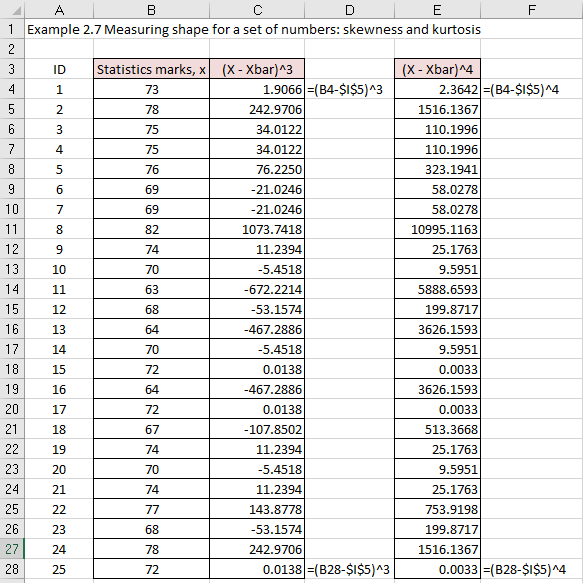 A B C D E F
1 Example 2.7 Measuring shape for a set of numbers: skewness and kurtosis
2
3 ID Statistics marks, x (X - Xbar)^3 (X - Xbar)^4
4 1 73 1.9066 =(B4-$I$5)^3 2.3642 =(B4-$I$5)^4
5 2 78 242.9706 1516.1367
6 3 75 34.0122 110.1996
7 4 75 34.0122 110.1996
8 5 76 76.2250 323.1941
9 6 69 -21.0246 58.0278
10 7 69 -21.0246 58.0278
11 8 82 1073.7418 10995.1163
12 9 74 11.2394 25.1763
13 10 70 -5.4518 9.5951
14 11 63 -672.2214 5888.6593
15 12 68 -53.1574 199.8717
16 13 64 -467.2886 3626.1593
17 14 70 -5.4518 9.5951
18 15 72 0.0138 0.0033
19 16 64 -467.2886 3626.1593
20 17 72 0.0138 0.0033
21 18 67 -107.8502 513.3668
22 19 74 11.2394 25.1763
23 20 70 -5.4518 9.5951
24 21 74 11.2394 25.1763
25 22 77 143.8778 753.9198
26 23 68 -53.1574 199.8717
27 24 78 242.9706 1516.1367
28 25 72 0.0138 =(B28-$I$5)^3 0.0033 =(B28-$I$5)^4